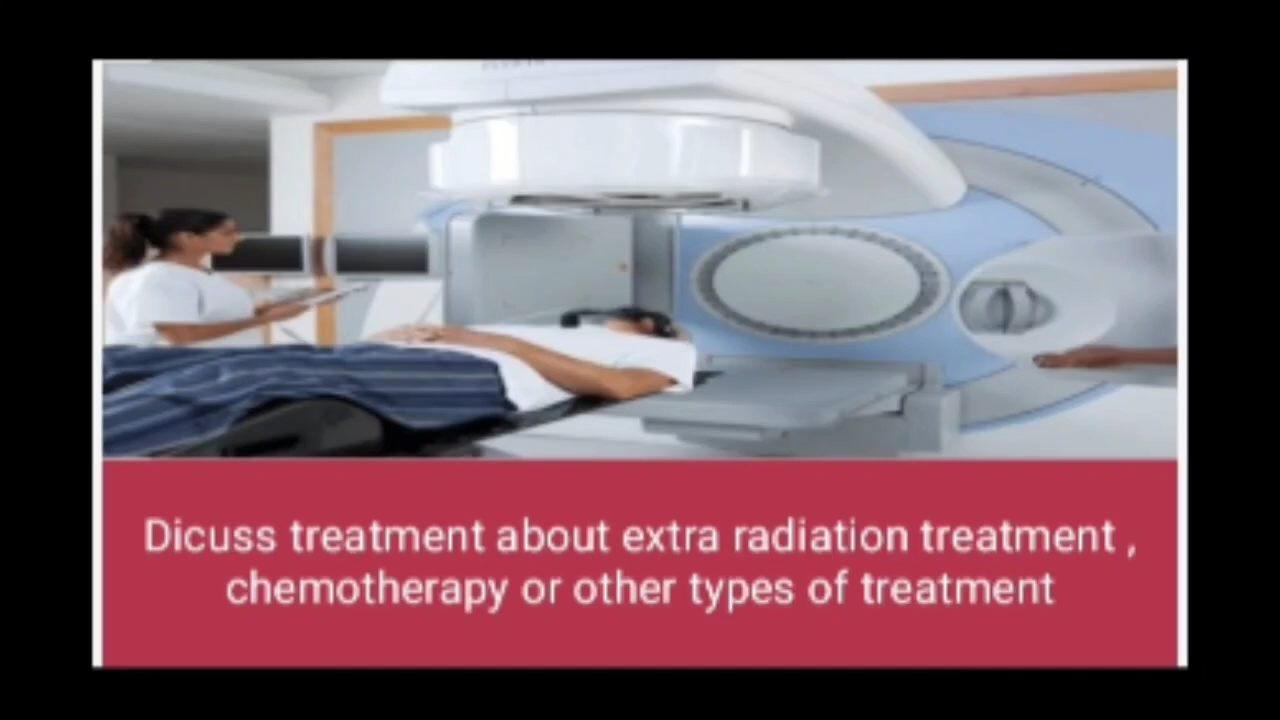 Dicuss treatment about extra radiation treatment ,
chemotherapy or other types of treatment